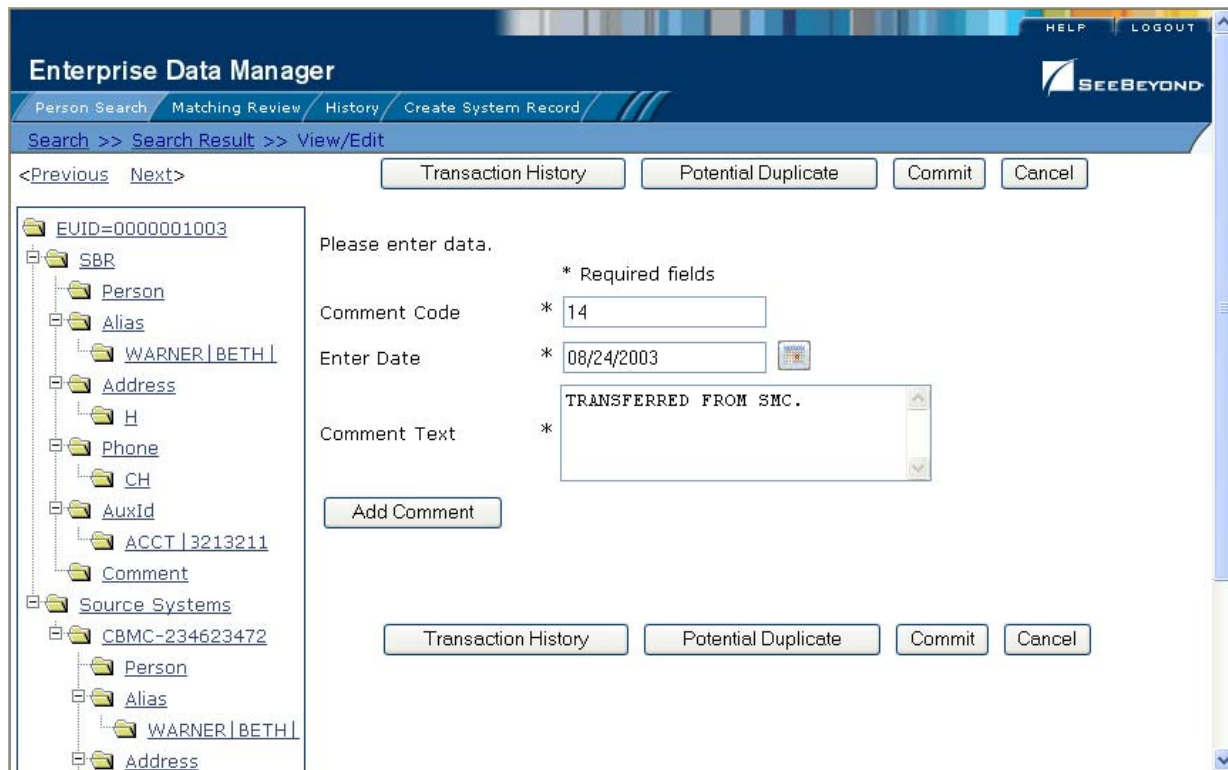 HELP LOGOUT
Enterprise Data Manager
SEEBEYOND
Person Search Matching Review History Create System Record
Search >> Search Result >> View/Edit
<Previous Next>
Transaction History Potential Duplicate Commit Cancel
EUID=0000001003
SBR
Person
Alias
WARNER|BETH|
Address
H
Phone
CH
AuxId
ACCT|3213211
Comment
Source Systems
CBMC-234623472
Person
Alias
WARNER|BETH|
Address
Please enter data.
* Required fields
Comment Code * 14
Enter Date * 08/24/2003
Comment Text * TRANSFERRED FROM SMC.
Add Comment
Transaction History Potential Duplicate Commit Cancel